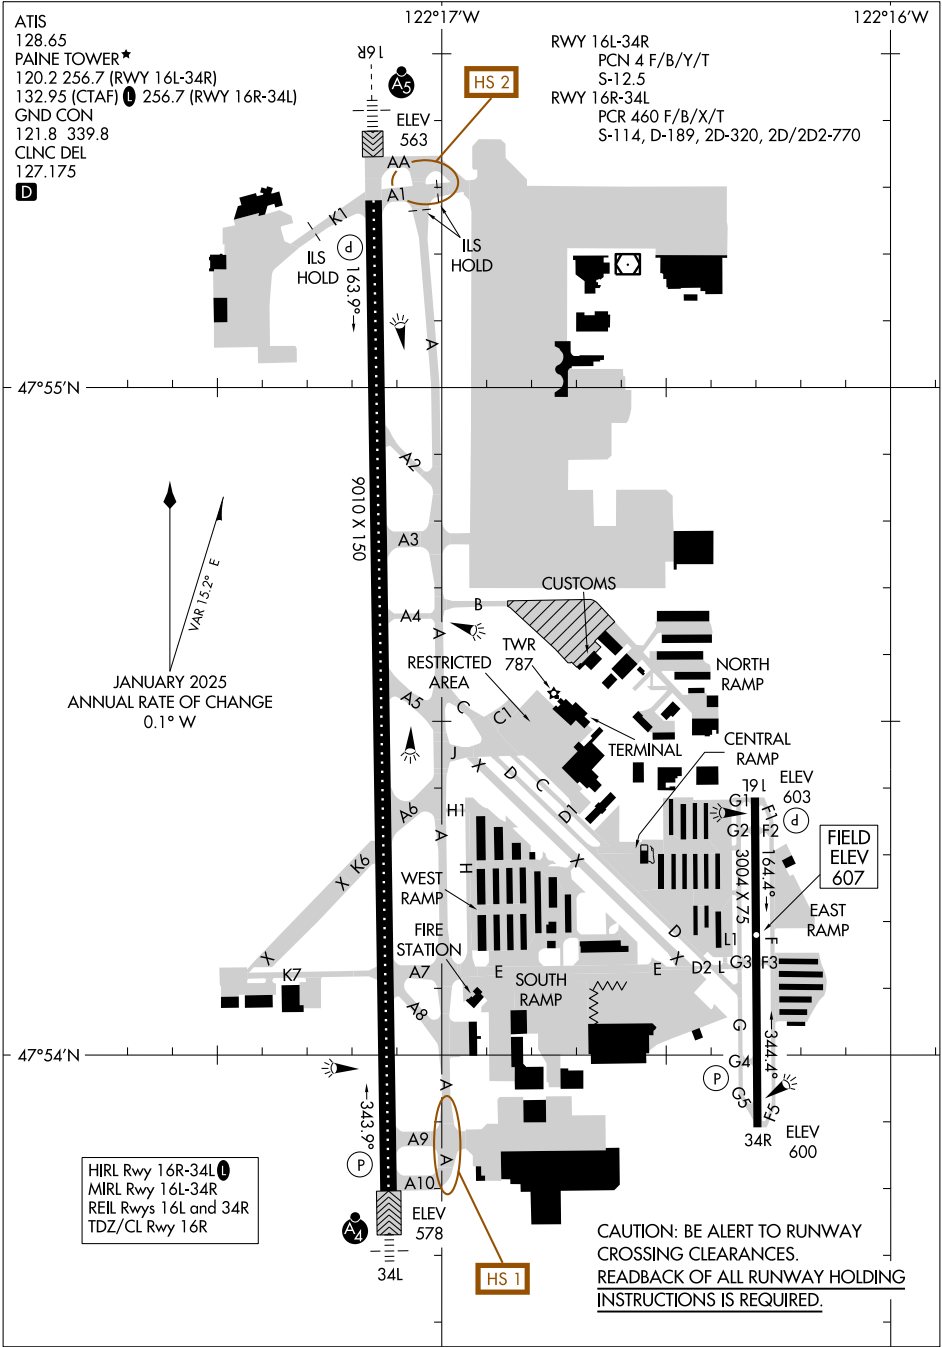 ATIS
128.65
PAINE TOWER★
120.2 256.7 (RWY 16L-34R)
132.95 (CTAF) L 256.7 (RWY 16R-34L)
GND CON
121.8 339.8
CLNC DEL
127.175
D
122°17'W
122°16'W
RWY 16L-34R
PCN 4 F/B/Y/T
S-12.5
RWY 16R-34L
PCR 460 F/B/X/T
S-114, D-189, 2D-320, 2D/2D2-770
16R
A5
HS 2
ELEV
563
AA
A1
K1
ILS
HOLD
P
163.9°
ILS
HOLD
A
47°55'N
A2
9010 X 150
A3
VAR 15.2° E
JANUARY 2025
ANNUAL RATE OF CHANGE
0.1° W
CUSTOMS
B
A4
A
TWR
787
RESTRICTED
AREA
NORTH
RAMP
A5
C
C1
TERMINAL
CENTRAL
RAMP
J
X
D
C
D1
16L
ELEV
603
G1
F1
P
A6
H1
A
G2
F2
FIELD
ELEV
607
X
K6
H
X
3004 X 75
164.4°
WEST
RAMP
EAST
RAMP
FIRE
STATION
D
L1
F
X
X
A7
E
E
D2
L
G3
F3
K7
SOUTH
RAMP
A8
G
344.4°
47°54'N
G4
P
A
G5
F5
343.9°
A9
A
34R
ELEV
600
P
A10
HIRL Rwy 16R-34L L
MIRL Rwy 16L-34R
REIL Rwys 16L and 34R
TDZ/CL Rwy 16R
A4
ELEV
578
34L
HS 1
CAUTION: BE ALERT TO RUNWAY
CROSSING CLEARANCES.
READBACK OF ALL RUNWAY HOLDING
INSTRUCTIONS IS REQUIRED.